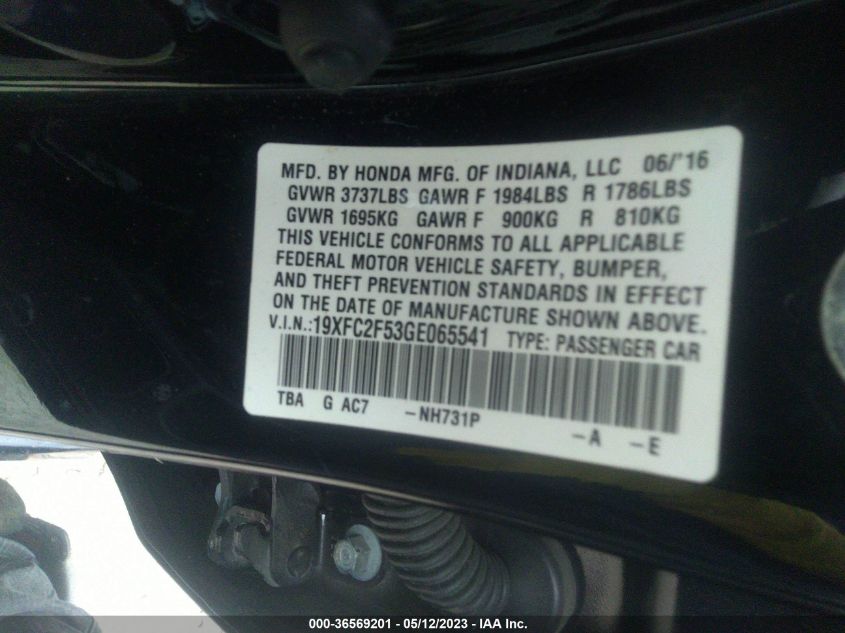 MFD. BY HONDA MFG. OF INDIANA, LLC 06/'16
GVWR 3737LBS GAWR F 1984LBS R 1786LBS
GVWR 1695KG GAWR F 900KG R 810KG
THIS VEHICLE CONFORMS TO ALL APPLICABLE
FEDERAL MOTOR VEHICLE SAFETY, BUMPER,
AND THEFT PREVENTION STANDARDS IN EFFECT
ON THE DATE OF MANUFACTURE SHOWN ABOVE.
V.I.N.:19XFC2F53GE065541 TYPE: PASSENGER CAR
TBA G AC7 -NH731P -A -E
000-36569201 - 05/12/2023 - IAA Inc.